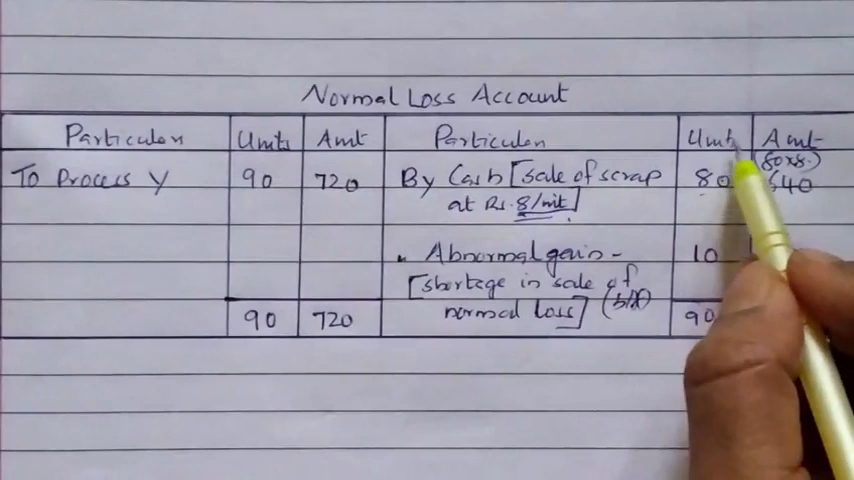 Normal Loss Account
Particulars Units Amt Particulars Units Amt
(80x8)
To Process Y 90 720 By Cash [sale of scrap 80 640
at Rs. 8/unit]
Abnormal gain - 10
[shortage in sale of
90 720 normal loss] 90